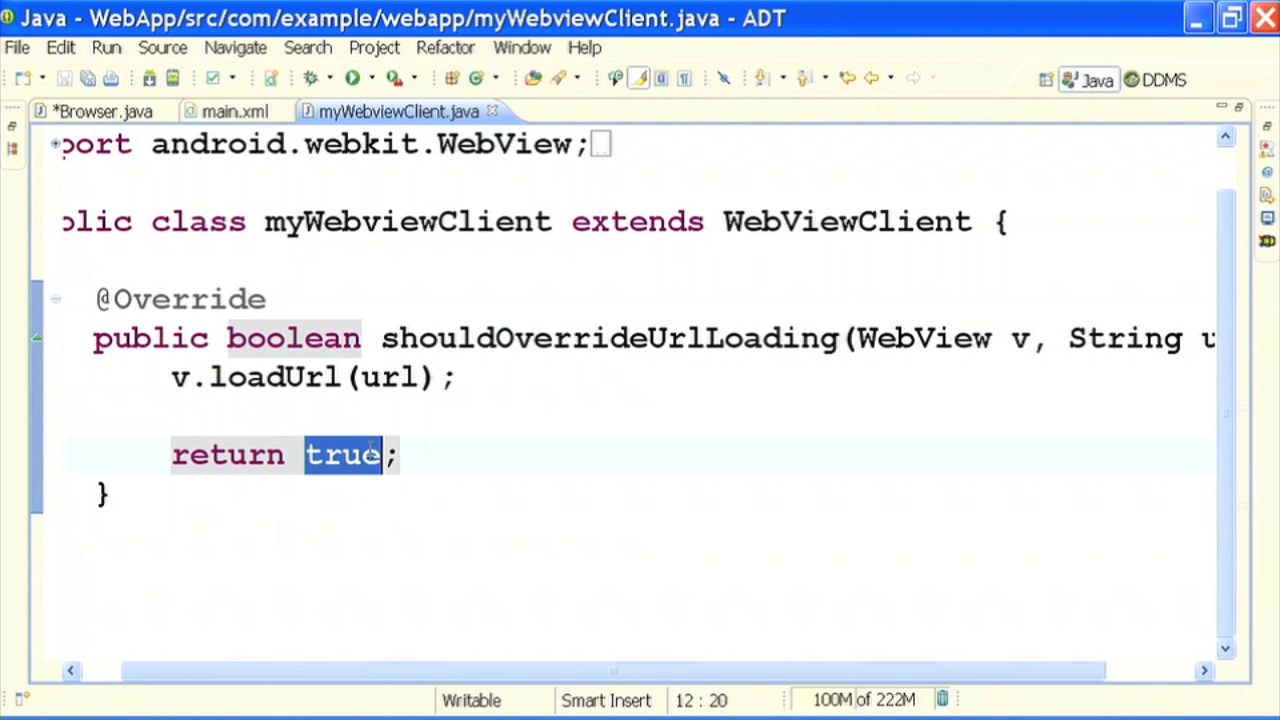 Java - WebApp/src/com/example/webapp/myWebviewClient.java - ADT
File Edit Run Source Navigate Search Project Refactor Window Help
Java DDMS
*Browser.java main.xml myWebviewClient.java
port android.webkit.WebView;
blic class myWebviewClient extends WebViewClient {
@Override
public boolean shouldOverrideUrlLoading(WebView v, String u
v.loadUrl(url);
return true;
}
Writable Smart Insert 12 : 20 100M of 222M